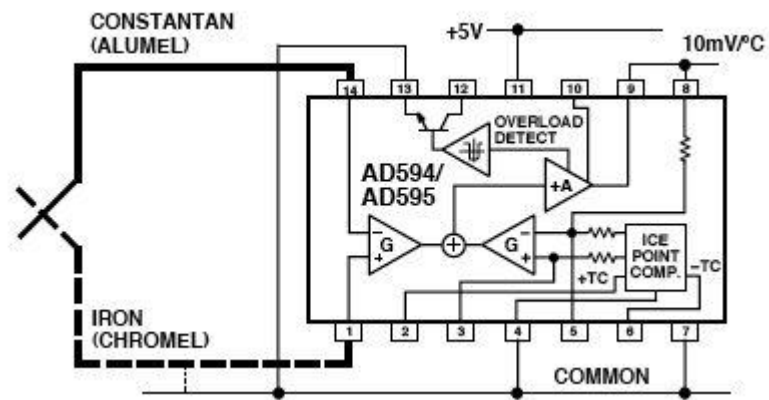 CONSTANTAN
(ALUMEL)
+5V
10mV/°C
14
13
12
11
10
9
8
OVERLOAD
DETECT
AD594/
AD595
+A
−
G
+
+
−
G
+
ICE
POINT
COMP.
+TC
−TC
IRON
(CHROMEL)
1
2
3
4
5
6
7
COMMON